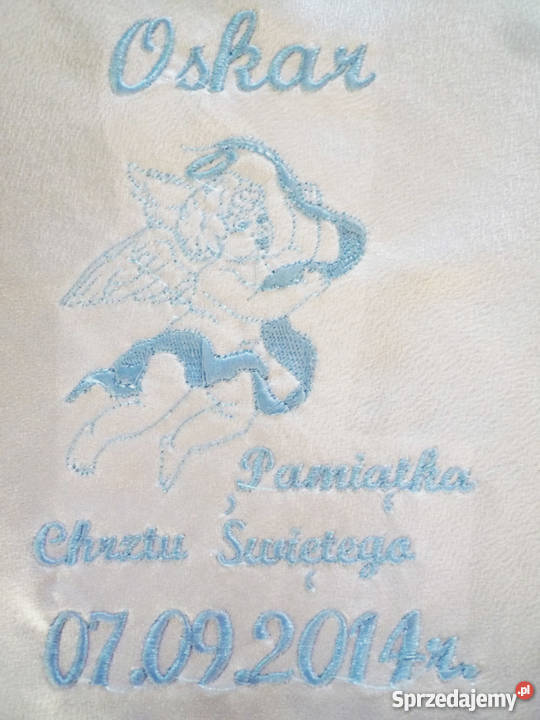 Oskar
Pamiątka
Chrztu Świętego
07.09.2014r.
Sprzedajemy.pl